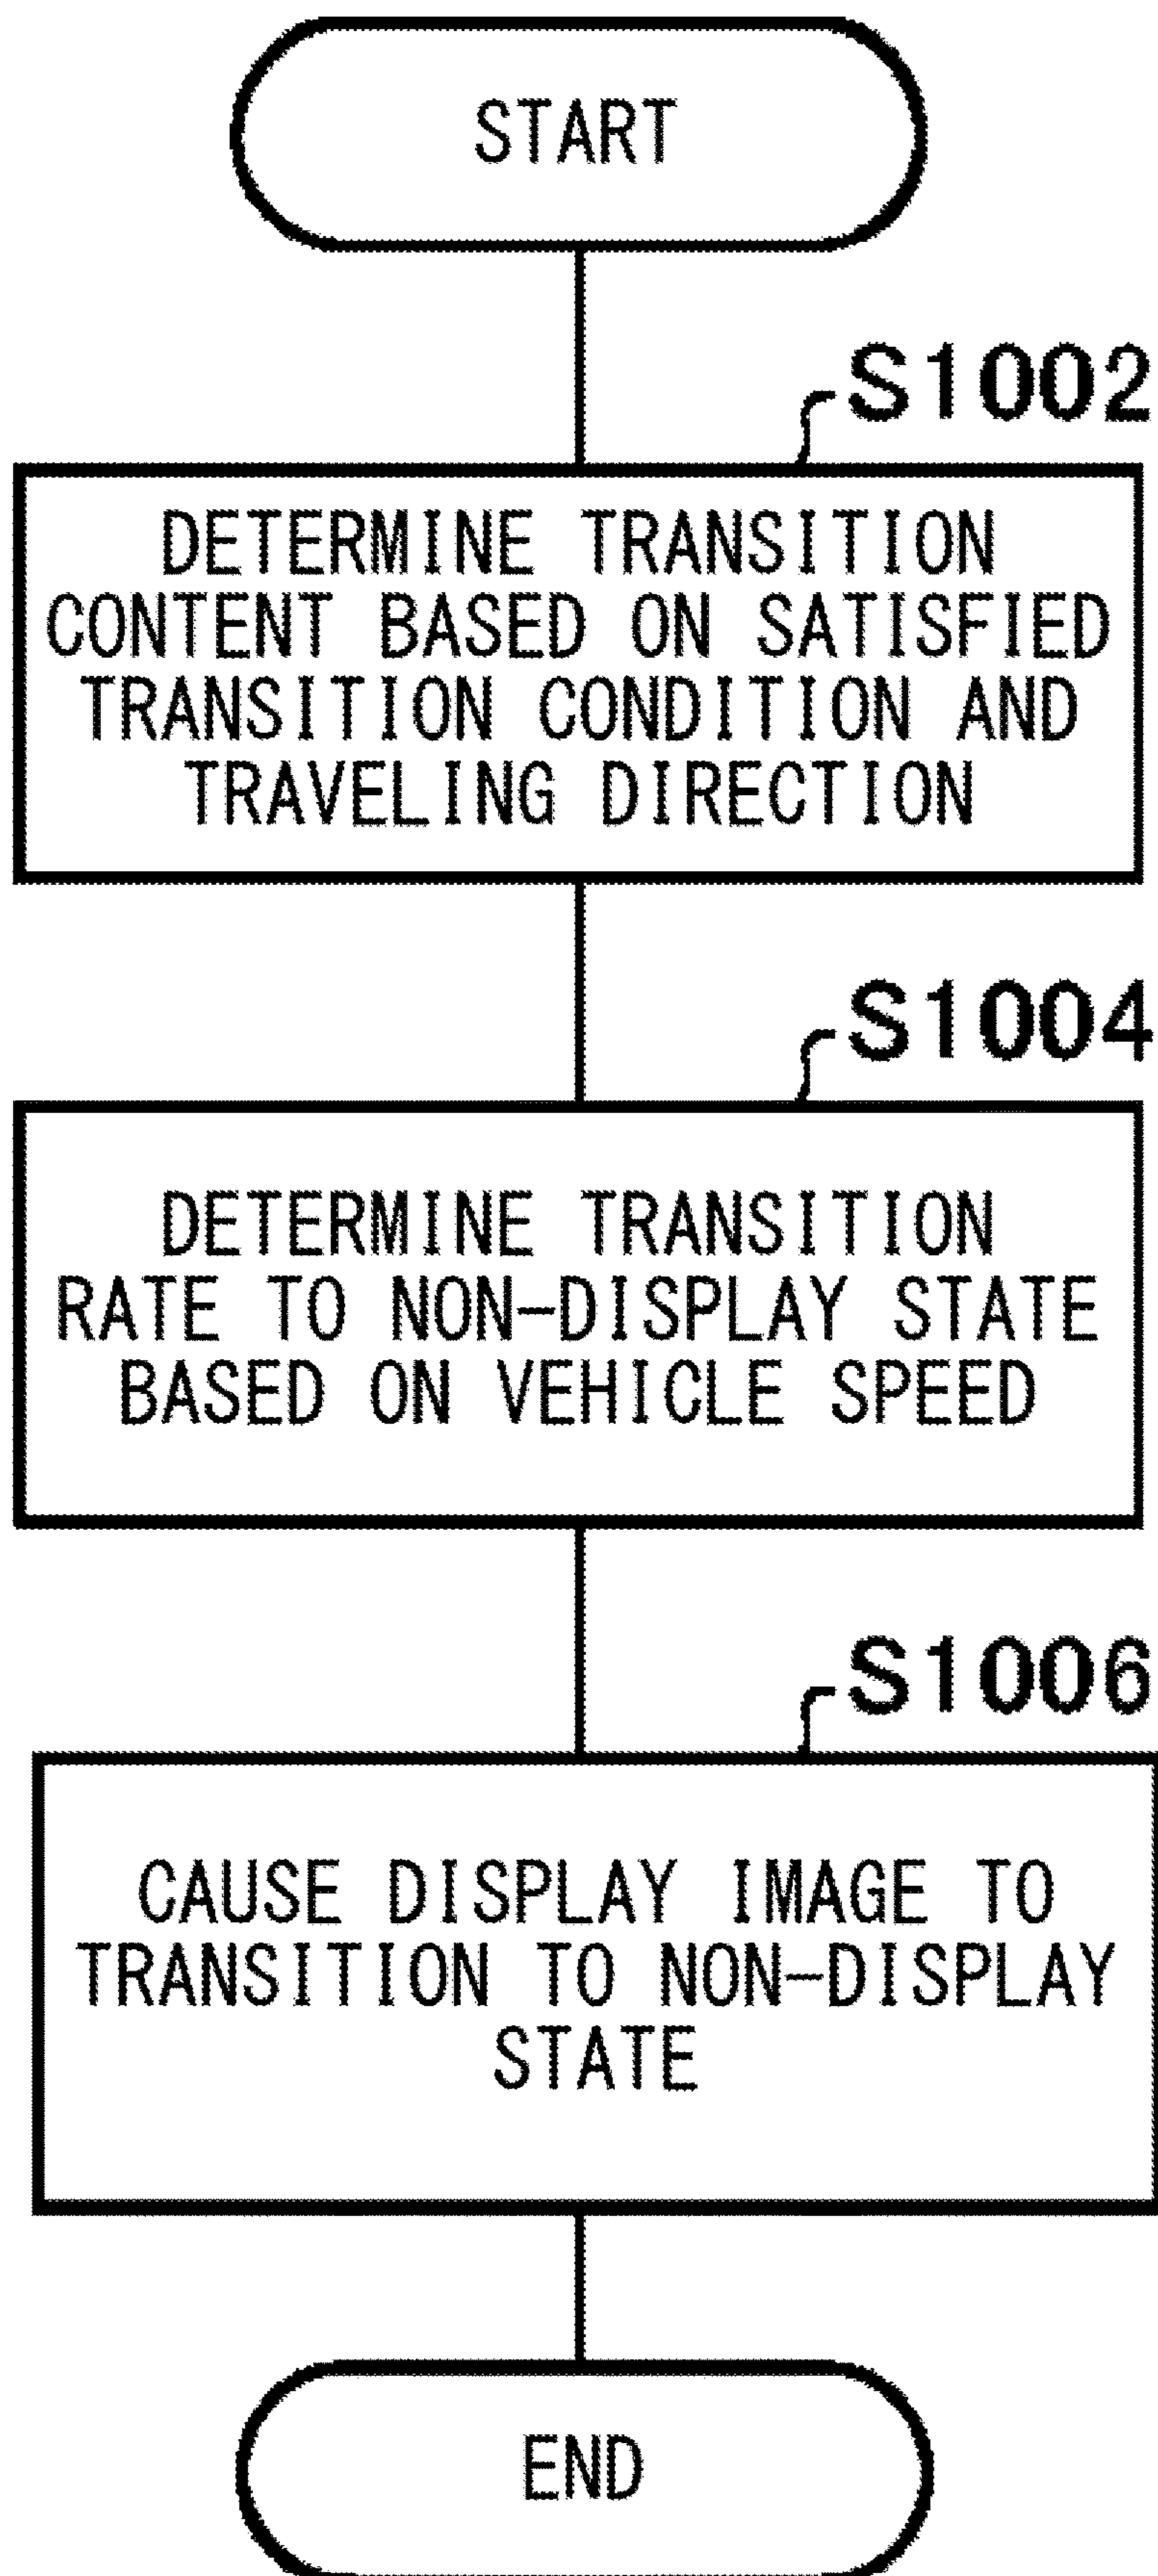 START
S1002
DETERMINE TRANSITION
CONTENT BASED ON SATISFIED
TRANSITION CONDITION AND
TRAVELING DIRECTION
S1004
DETERMINE TRANSITION
RATE TO NON-DISPLAY STATE
BASED ON VEHICLE SPEED
S1006
CAUSE DISPLAY IMAGE TO
TRANSITION TO NON-DISPLAY
STATE
END